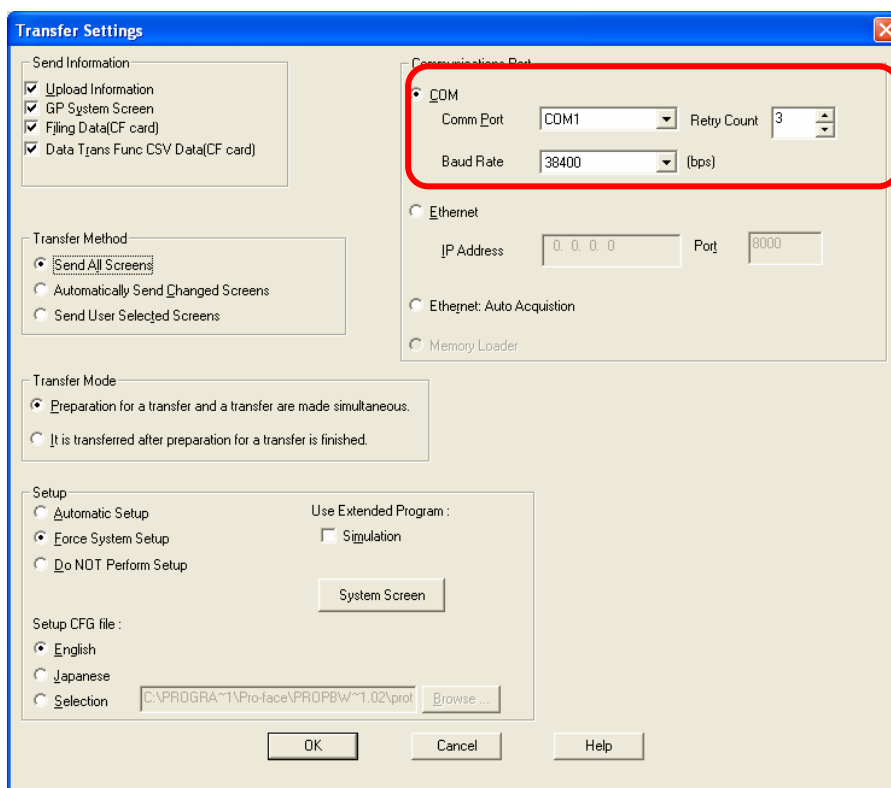 Transfer Settings
Send Information
Upload Information
GP System Screen
Filing Data(CF card)
Data Trans Func CSV Data(CF card)
Communications Port
COM
Comm Port
COM1
Retry Count
3
Baud Rate
38400
(bps)
Ethernet
IP Address
0. 0. 0. 0
Port
8000
Ethernet: Auto Acquistion
Memory Loader
Transfer Method
Send All Screens
Automatically Send Changed Screens
Send User Selected Screens
Transfer Mode
Preparation for a transfer and a transfer are made simultaneous.
It is transferred after preparation for a transfer is finished.
Setup
Automatic Setup
Force System Setup
Do NOT Perform Setup
Use Extended Program :
Simulation
System Screen
Setup CFG file :
English
Japanese
Selection
C:\PROGRA~1\Pro-face\PROPBW~1.02\prot
Browse ...
OK
Cancel
Help